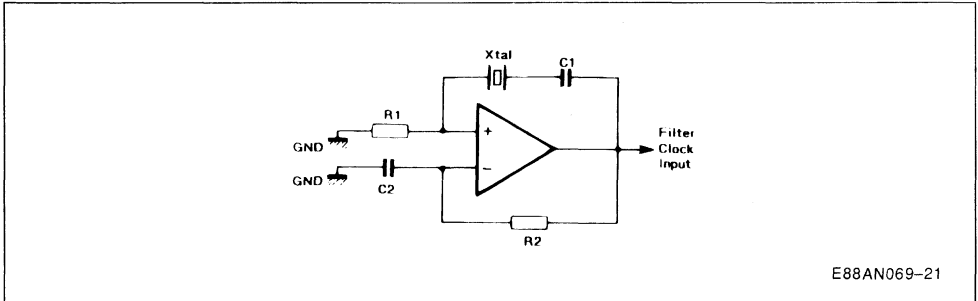 Xtal
C1
R1
+
GND
GND
−
C2
R2
Filter
Clock
Input
E88AN069-21